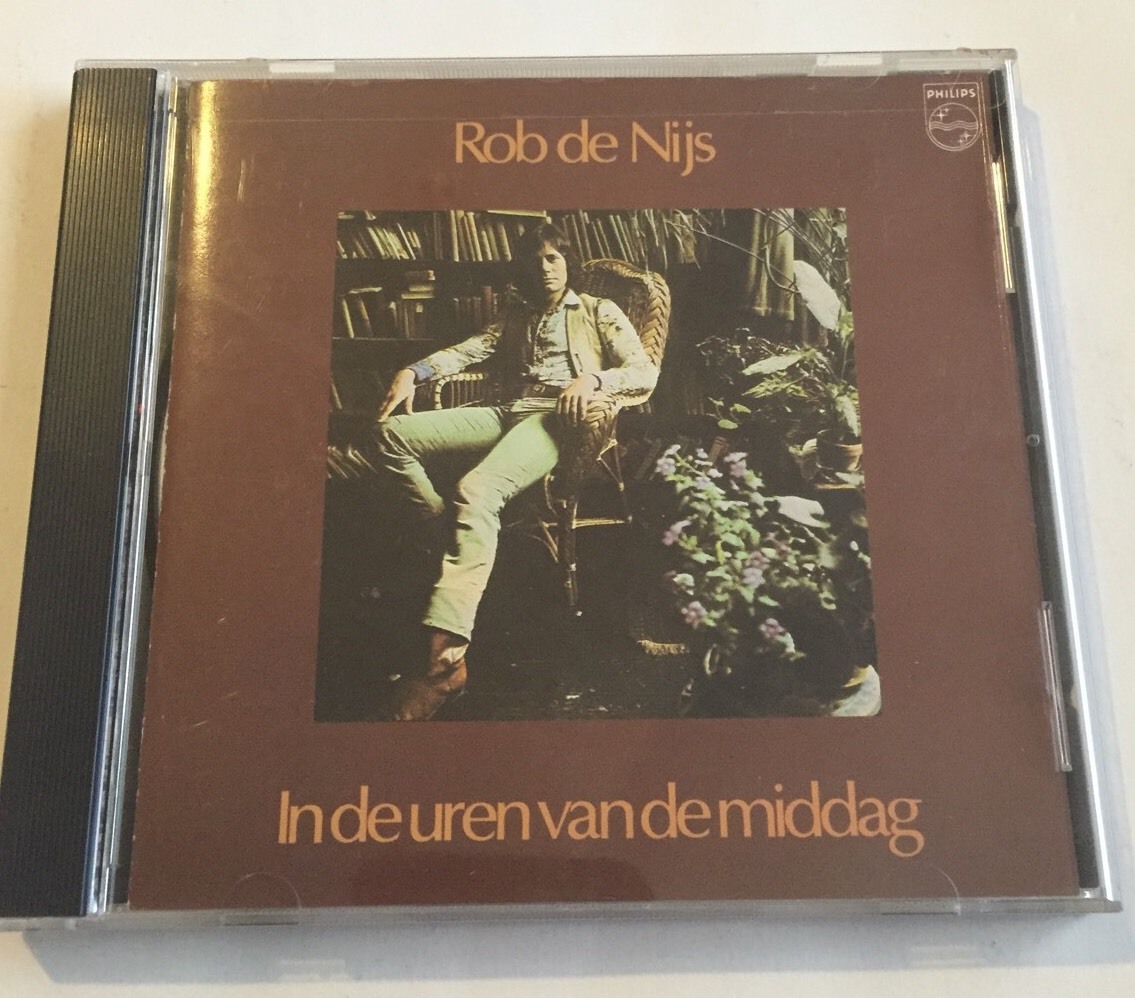 PHILIPS
Rob de Nijs
In de uren van de middag